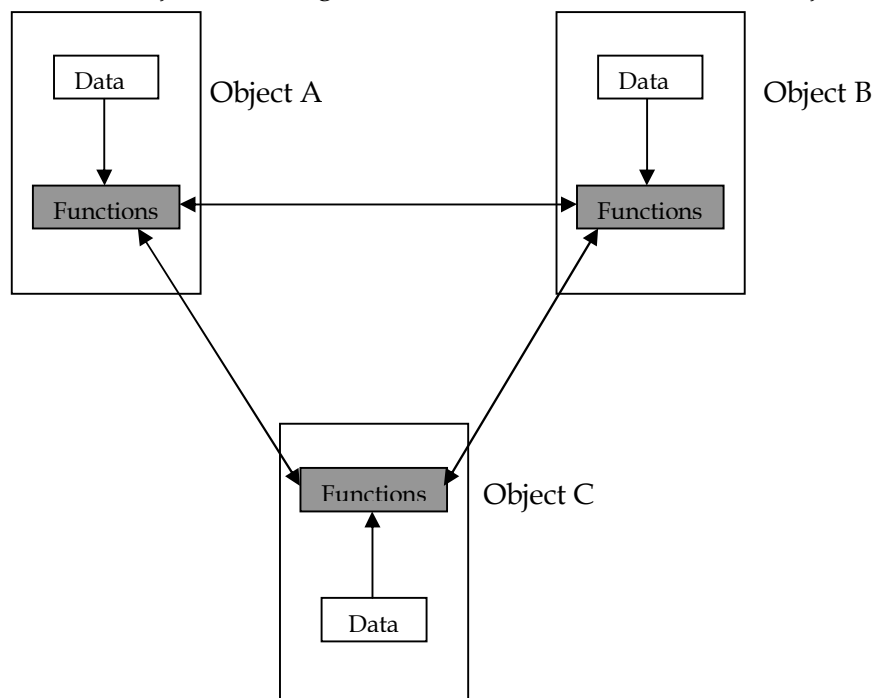 Data
Object A
Functions
Data
Object B
Functions
Functions
Object C
Data